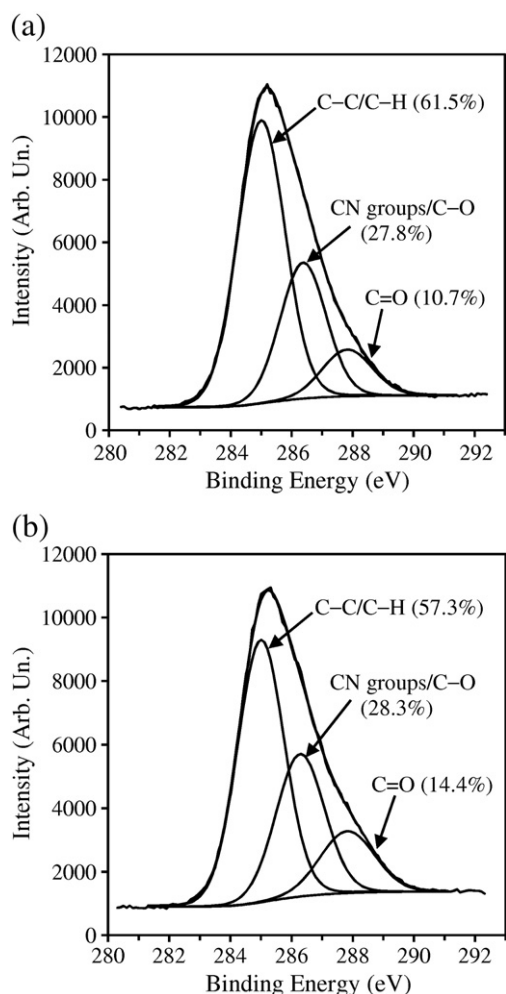 (a)
12000
10000
8000
6000
4000
2000
0
Intensity (Arb. Un.)
C−C/C−H (61.5%)
CN groups/C−O
(27.8%)
C=O (10.7%)
280 282 284 286 288 290 292
Binding Energy (eV)
(b)
12000
10000
8000
6000
4000
2000
0
Intensity (Arb. Un.)
C−C/C−H (57.3%)
CN groups/C−O
(28.3%)
C=O (14.4%)
280 282 284 286 288 290 292
Binding Energy (eV)